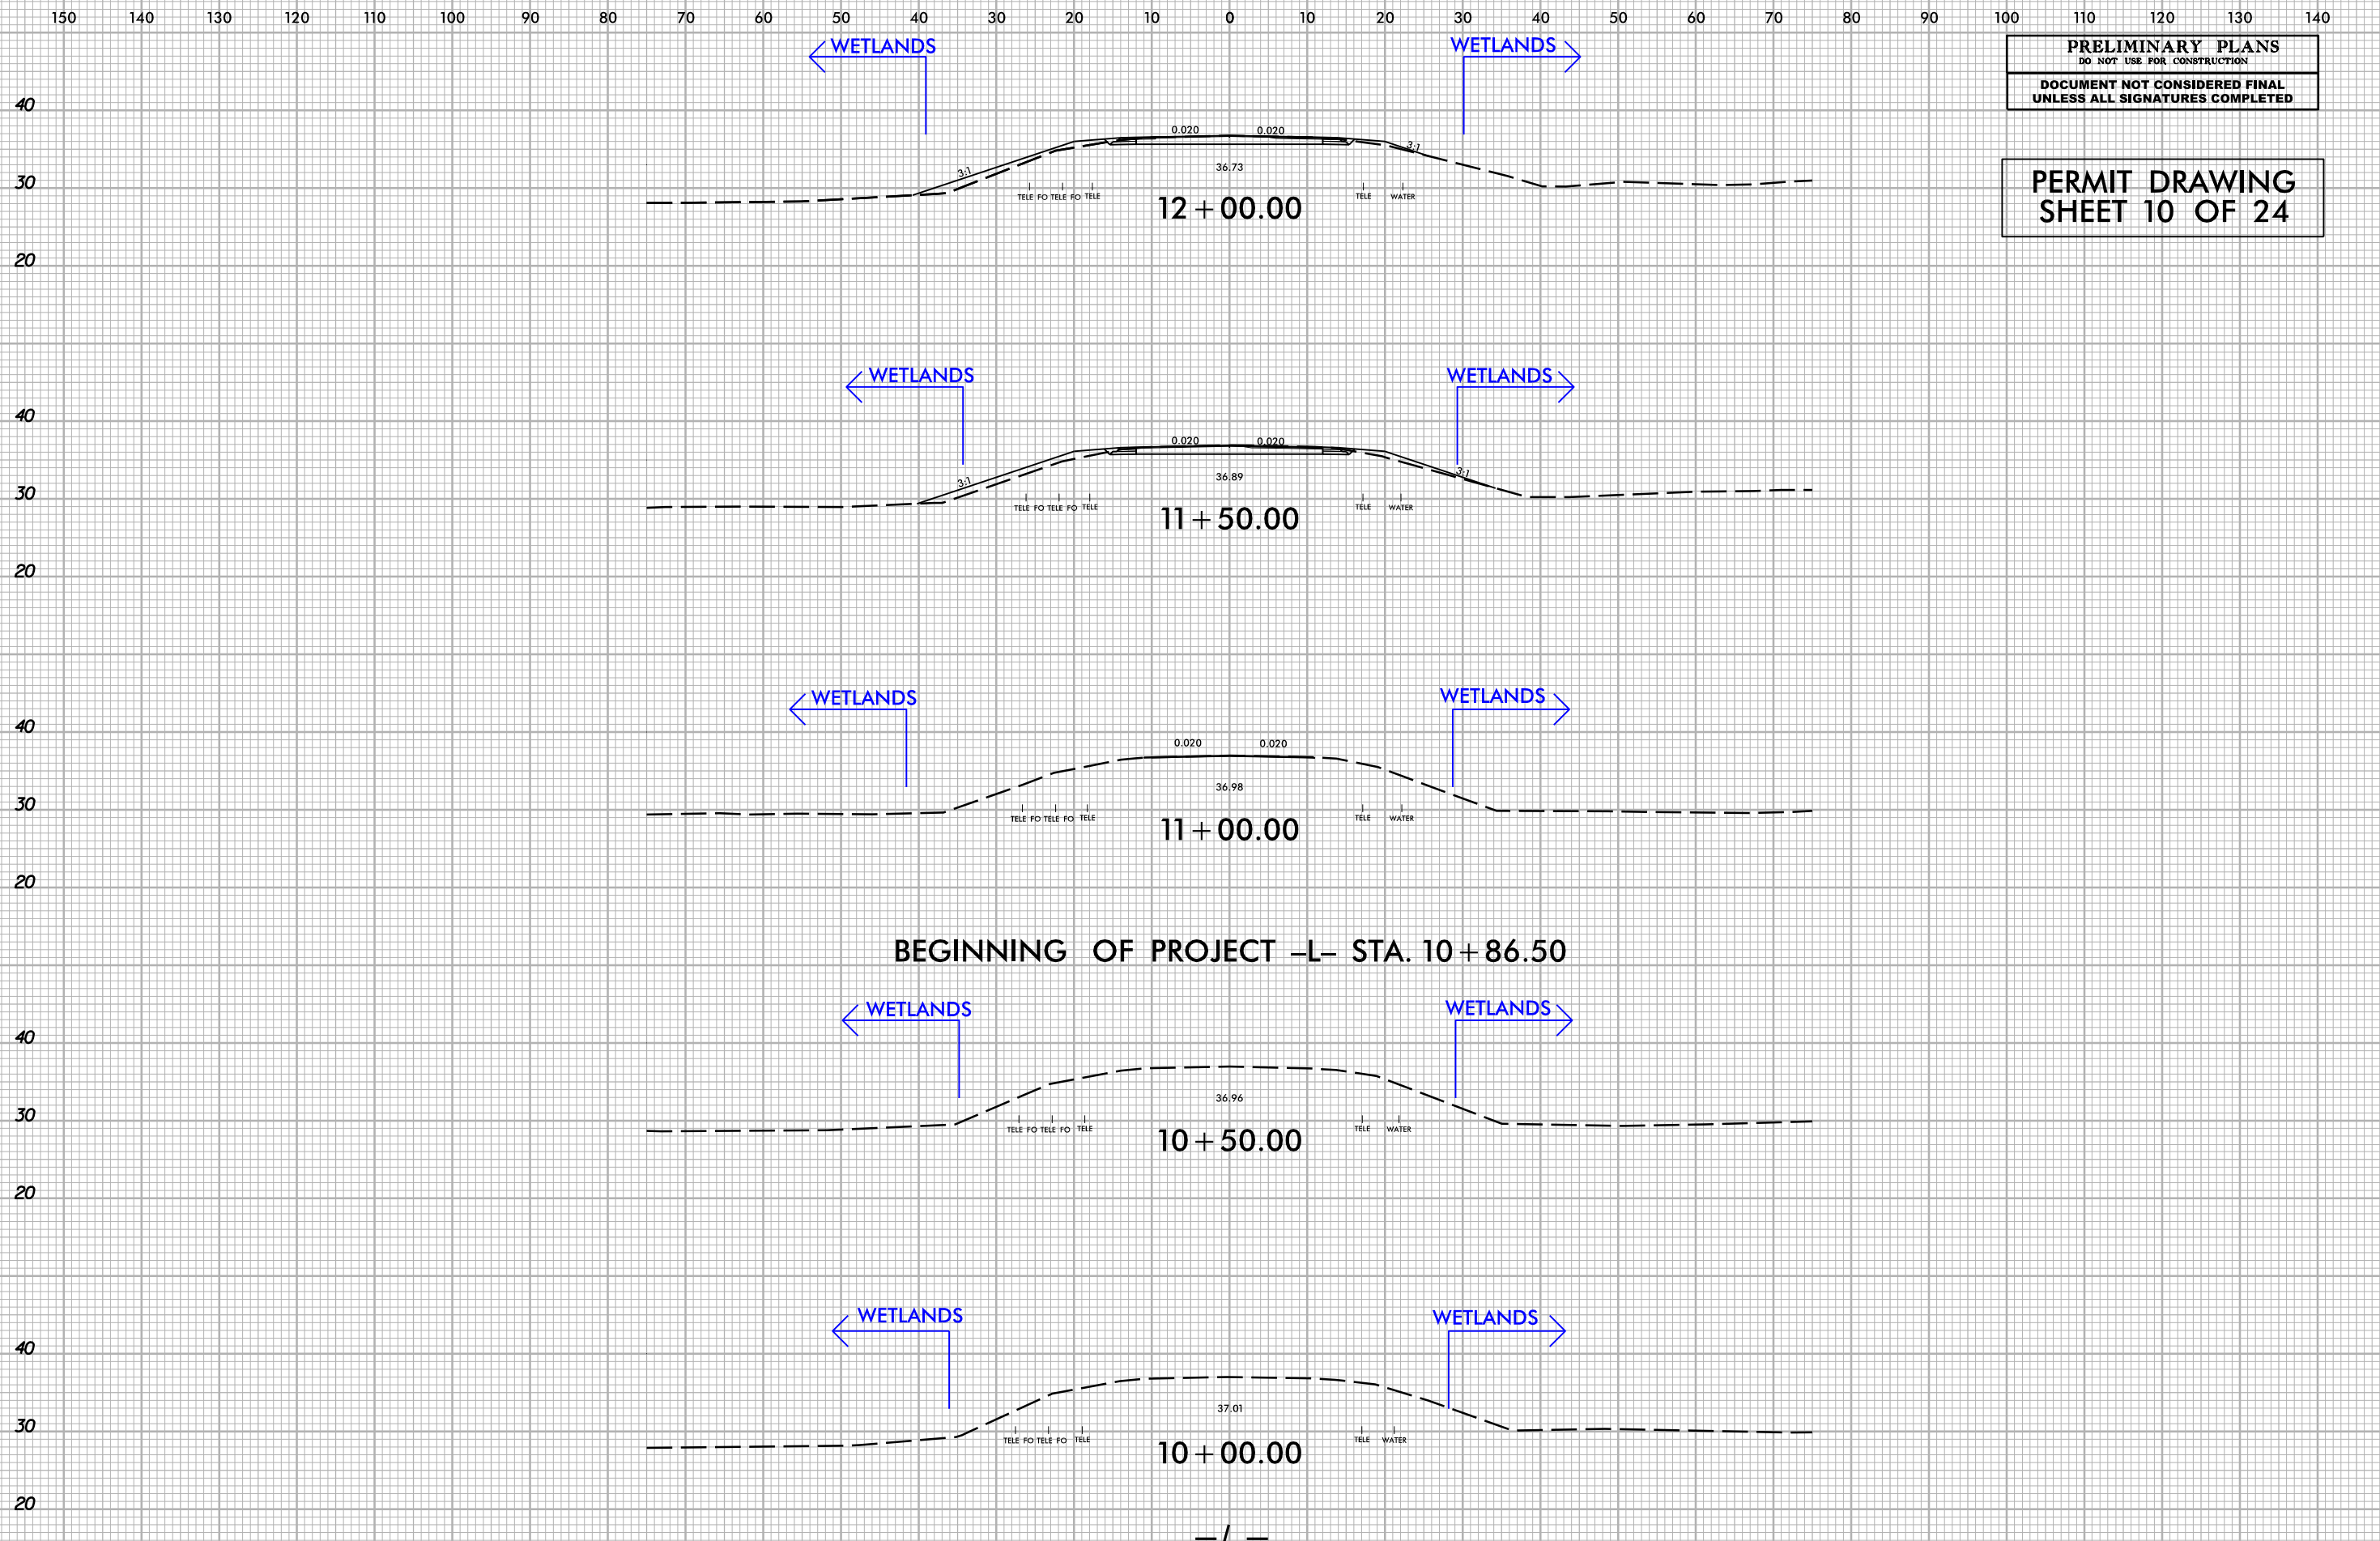 150 140 130 120 110 100 90 80 70 60 50 40 30 20 10 0 10 20 30 40 50 60 70 80 90 100 110 120 130 140
PRELIMINARY PLANS
DO NOT USE FOR CONSTRUCTION
DOCUMENT NOT CONSIDERED FINAL
UNLESS ALL SIGNATURES COMPLETED
PERMIT DRAWING
SHEET 10 OF 24
WETLANDS WETLANDS
40
0.020 0.020
3:1 3:1
36.73
30
TELE FO TELE FO TELE TELE WATER
12+00.00
20
WETLANDS WETLANDS
40
0.020 0.020
3:1 3:1
36.89
30
TELE FO TELE FO TELE TELE WATER
11+50.00
20
WETLANDS WETLANDS
40
0.020 0.020
36.98
30
TELE FO TELE FO TELE TELE WATER
11+00.00
20
BEGINNING OF PROJECT –L– STA. 10+86.50
WETLANDS WETLANDS
40
36.96
30
TELE FO TELE FO TELE TELE WATER
10+50.00
20
WETLANDS WETLANDS
40
37.01
30
TELE FO TELE FO TELE TELE WATER
10+00.00
20